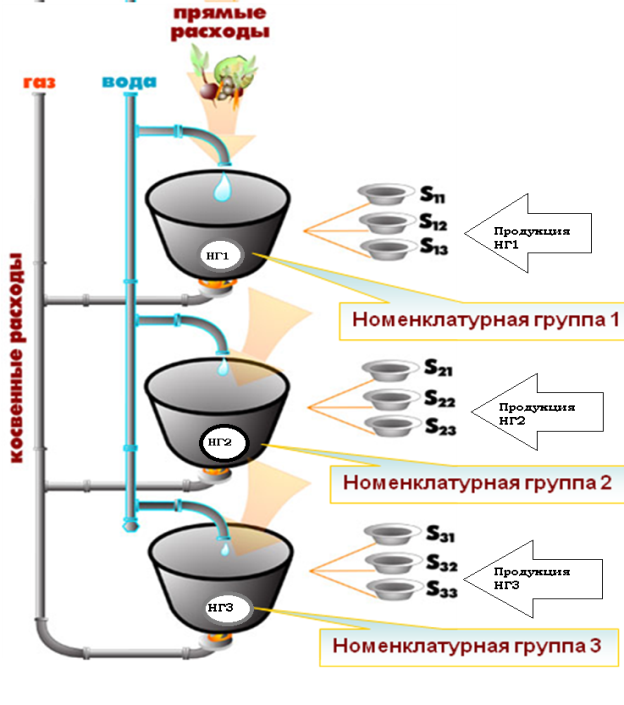 прямые
расходы
газ
вода
косвенные расходы
НГ1
S11
S12
S13
Продукция
НГ1
Номенклатурная группа 1
НГ2
S21
S22
S23
Продукция
НГ2
Номенклатурная группа 2
НГ3
S31
S32
S33
Продукция
НГ3
Номенклатурная группа 3